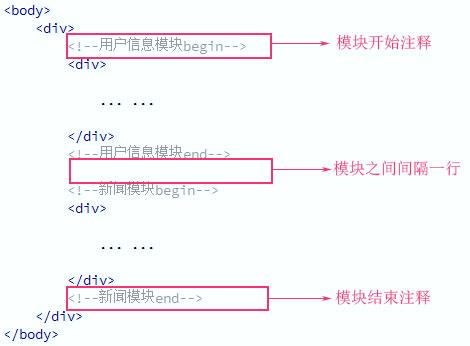 <body>
<div>
<!--用户信息模块begin--> 模块开始注释
<div>
... ...
</div>
<!--用户信息模块end-->
模块之间间隔一行
<!--新闻模块begin-->
<div>
... ...
</div>
<!--新闻模块end--> 模块结束注释
</div>
</body>